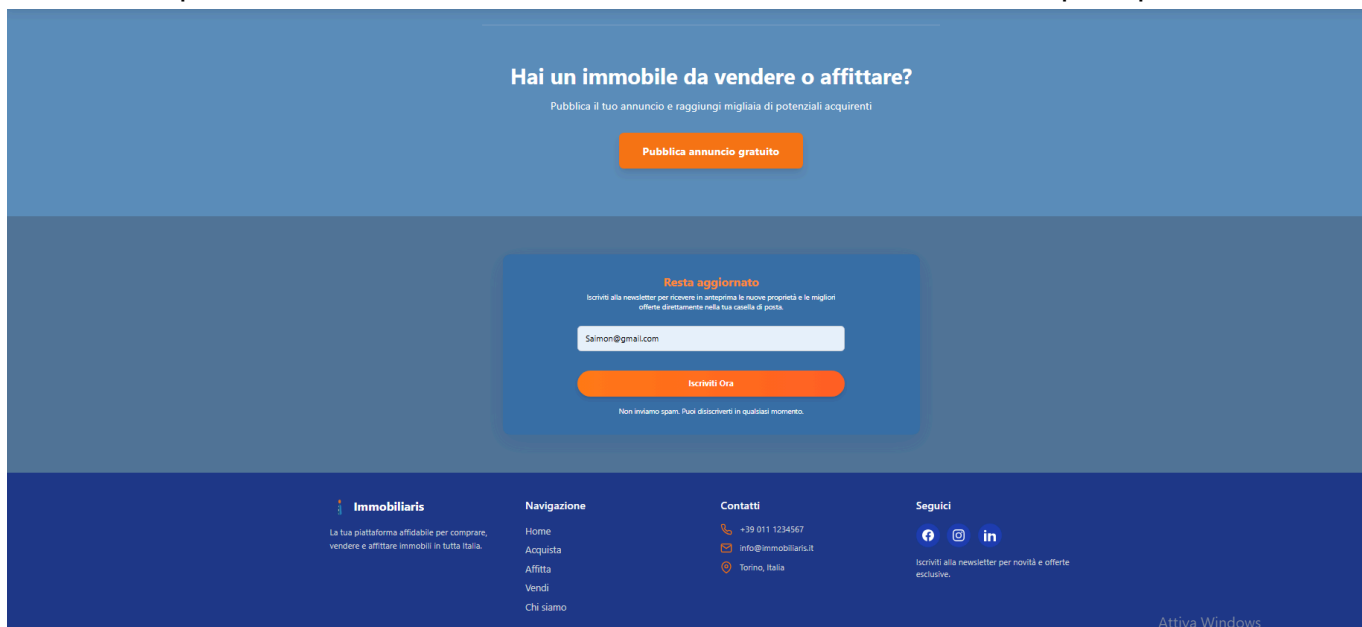 Hai un immobile da vendere o affittare?
Pubblica il tuo annuncio e raggiungi migliaia di potenziali acquirenti
Pubblica annuncio gratuito
Resta aggiornato
Iscriviti alla newsletter per ricevere in anteprima le nuove proprietà e le migliori
offerte direttamente nella tua casella di posta.
Saimon@gmail.com
Iscriviti Ora
Non inviamo spam. Puoi disiscriverti in qualsiasi momento.
Immobiliaris
La tua piattaforma affidabile per comprare,
vendere e affittare immobili in tutta Italia.
Navigazione
Home
Acquista
Affitta
Vendi
Chi siamo
Contatti
+39 011 1234567
info@immobiliaris.it
Torino, Italia
Seguici
in
Iscriviti alla newsletter per novità e offerte
esclusive.
Attiva Windows